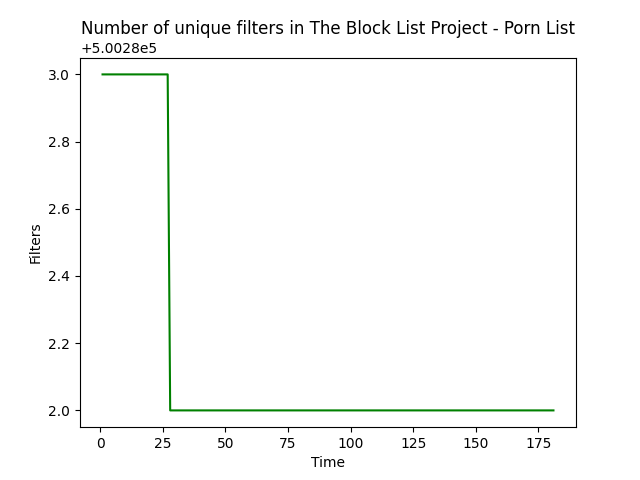 Number of unique filters in The Block List Project - Porn List
+5.0028e5
3.0
2.8
2.6
2.4
2.2
2.0
Filters
0 25 50 75 100 125 150 175
Time